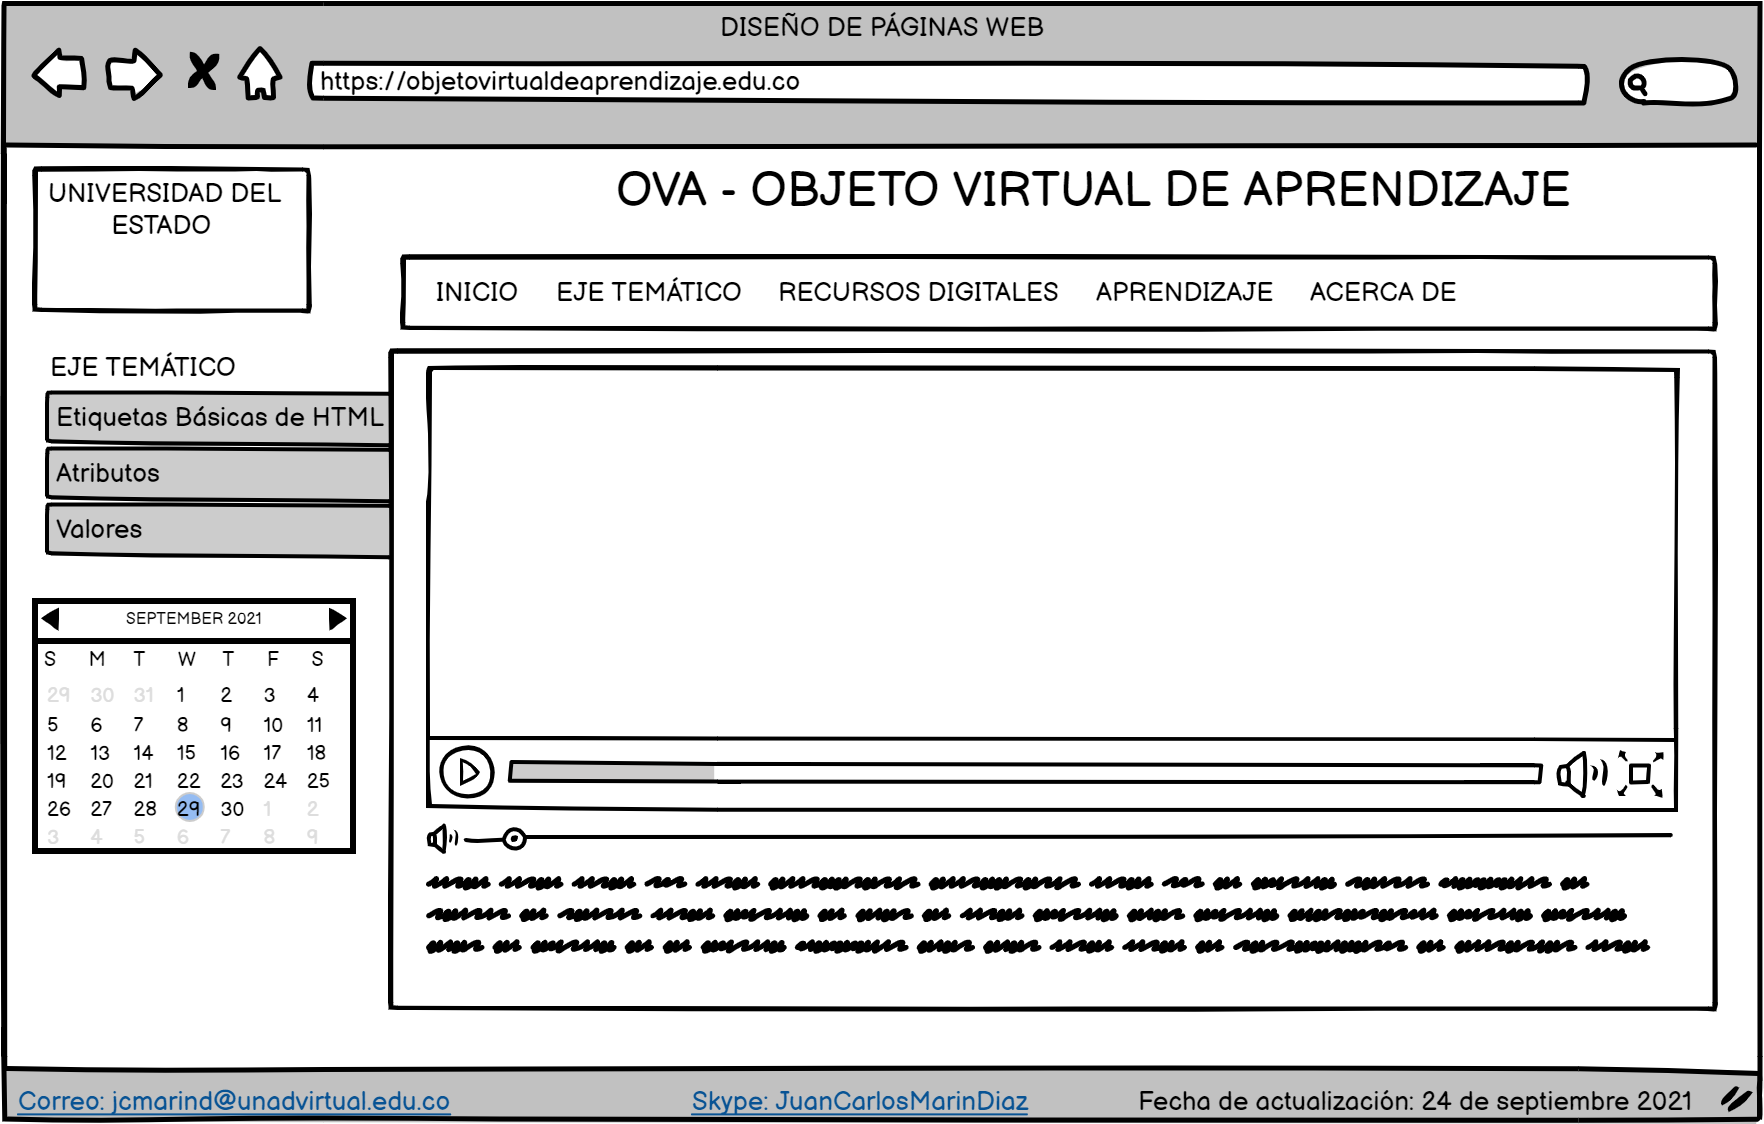 DISEÑO DE PÁGINAS WEB
https://objetovirtualdeaprendizaje.edu.co
UNIVERSIDAD DEL
ESTADO
OVA - OBJETO VIRTUAL DE APRENDIZAJE
INICIO EJE TEMÁTICO RECURSOS DIGITALES APRENDIZAJE ACERCA DE
EJE TEMÁTICO
Etiquetas Básicas de HTML
Atributos
Valores
SEPTEMBER 2021
S M T W T F S
29 30 31 1 2 3 4
5 6 7 8 9 10 11
12 13 14 15 16 17 18
19 20 21 22 23 24 25
26 27 28 29 30 1 2
3 4 5 6 7 8 9
Correo: jcmarind@unadvirtual.edu.co Skype: JuanCarlosMarinDiaz Fecha de actualización: 24 de septiembre 2021